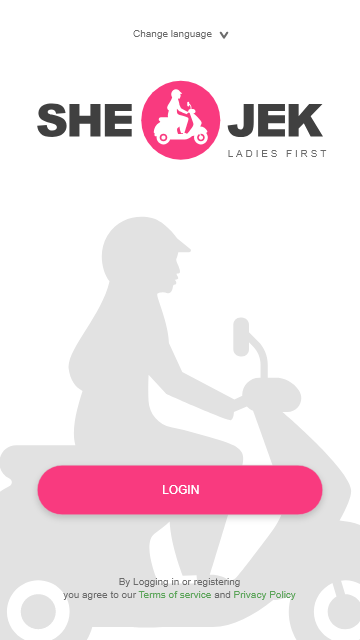 Change language
SHE JEK
LADIES FIRST
LOGIN
By Logging in or registering
you agree to our Terms of service and Privacy Policy